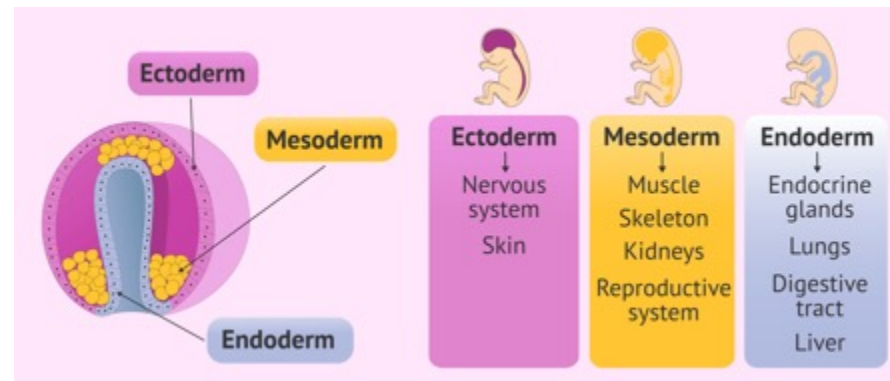 Ectoderm
Mesoderm
Endoderm
Ectoderm
Nervous
system
Skin
Mesoderm
Muscle
Skeleton
Kidneys
Reproductive
system
Endoderm
Endocrine
glands
Lungs
Digestive
tract
Liver